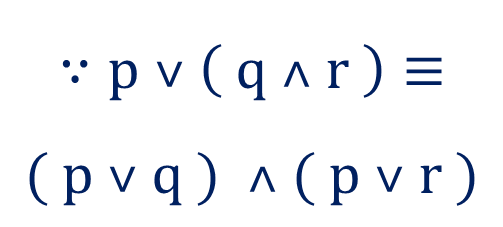 ∵ p ∨ ( q ∧ r ) ≡
( p ∨ q ) ∧ ( p ∨ r )